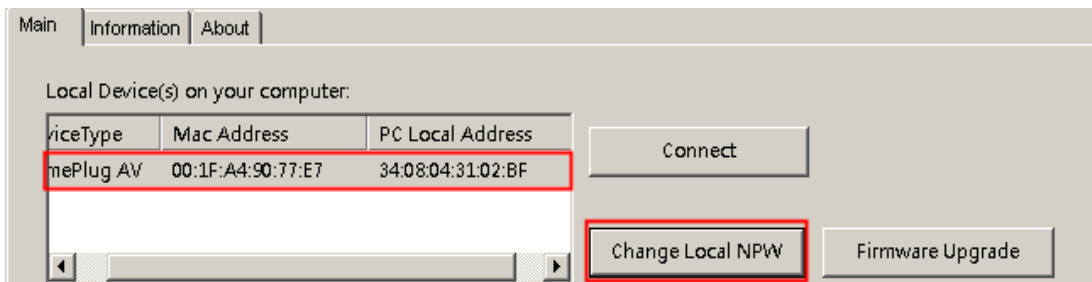 Main Information About
Local Device(s) on your computer:
viceType Mac Address PC Local Address
Connect
mePlug AV 00:1F:A4:90:77:E7 34:08:04:31:02:BF
Change Local NPW Firmware Upgrade